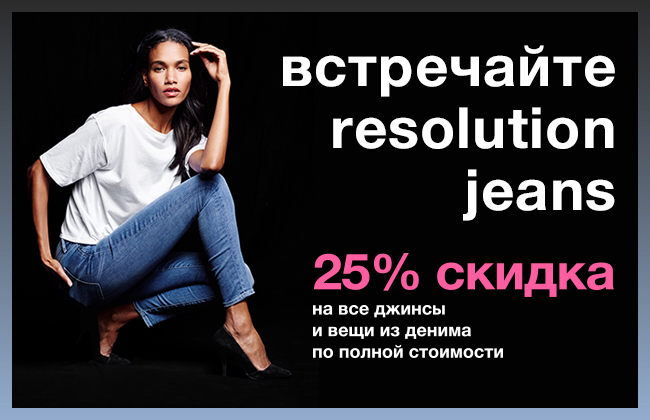 встречайте
resolution
jeans
25% скидка
на все джинсы
и вещи из денима
по полной стоимости